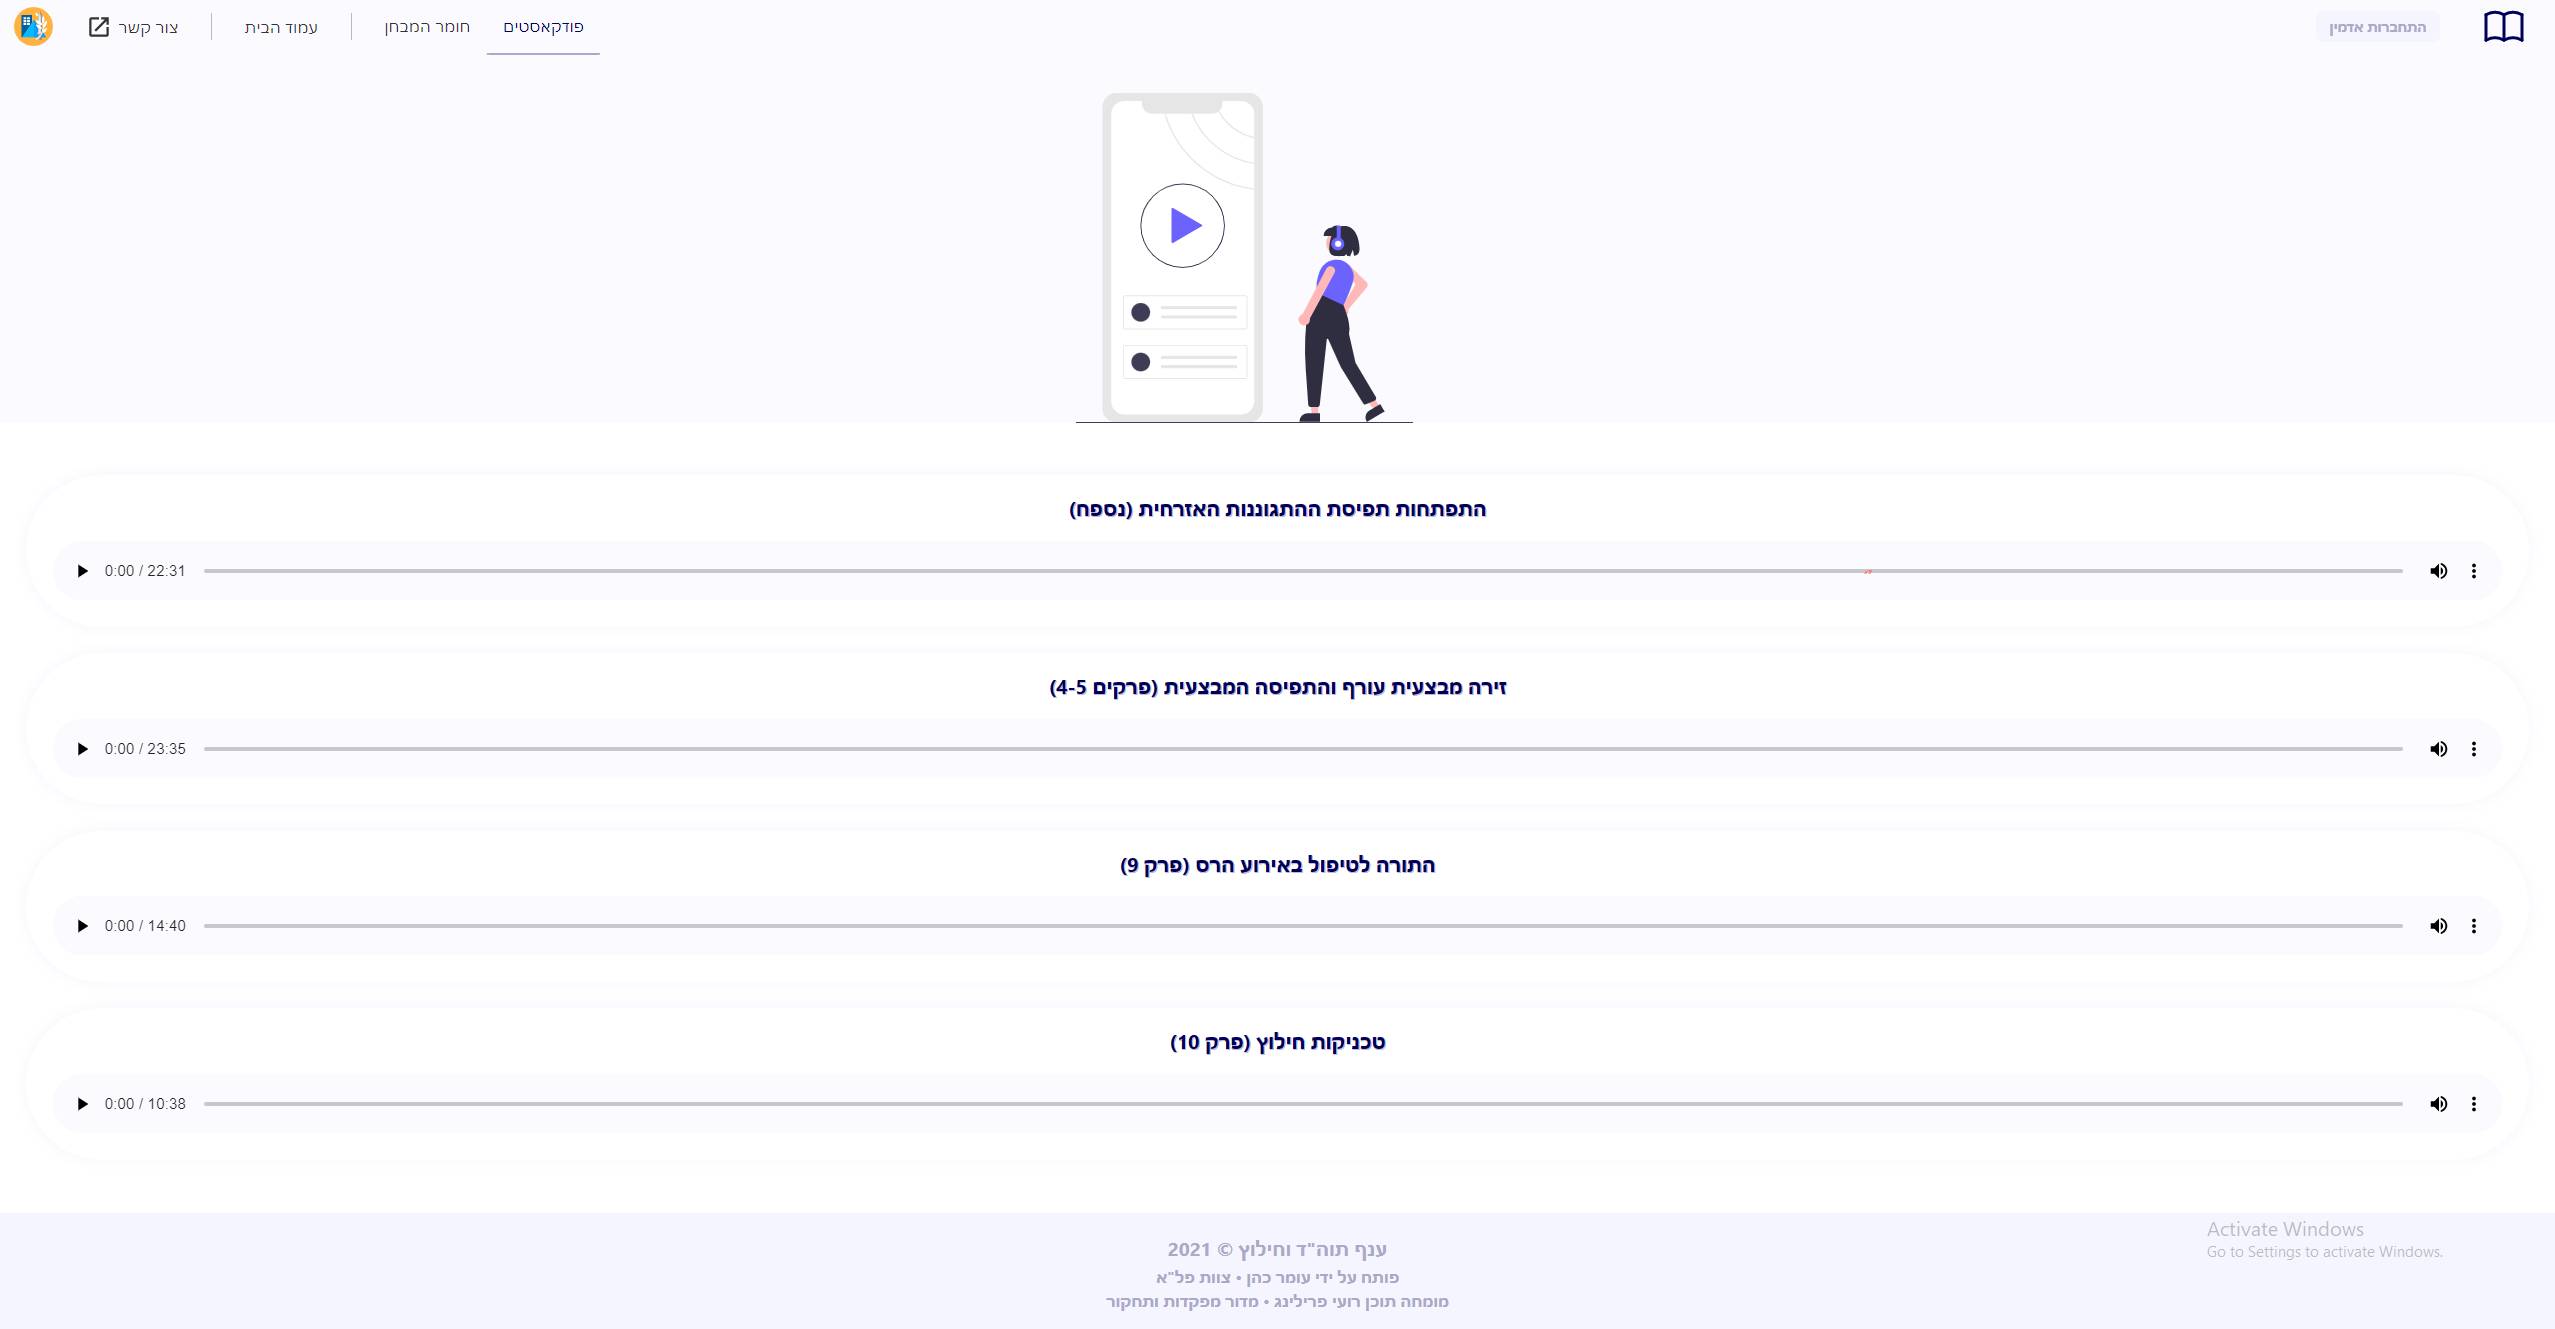 התחברות אדמין
פודקאסטים
חומר המבחן
עמוד הבית
צור קשר
התפתחות תפיסת ההתגוננות האזרחית (נספח)
0:00 / 22:31
זירה מבצעית עורף והתפיסה המבצעית (פרקים 4-5)
0:00 / 23:35
התורה לטיפול באירוע הרס (פרק 9)
0:00 / 14:40
טכניקות חילוץ (פרק 10)
0:00 / 10:38
ענף תוה"ד וחילוץ © 2021
פותח על ידי עומר כהן • צוות פל"א
מומחה תוכן רועי פרילינג • מדור מפקדות ותחקור
Activate Windows
Go to Settings to activate Windows.